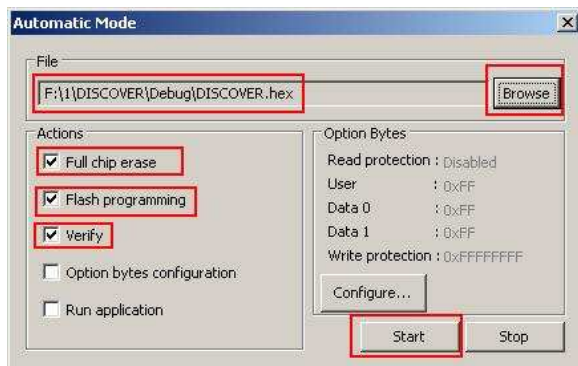 Automatic Mode
File
F:\1\DISCOVER\Debug\DISCOVER.hex
Browse
Actions
Full chip erase
Flash programming
Verify
Option bytes configuration
Run application
Option Bytes
Read protection : Disabled
User : 0xFF
Data 0 : 0xFF
Data 1 : 0xFF
Write protection : 0xFFFFFFFF
Configure...
Start
Stop